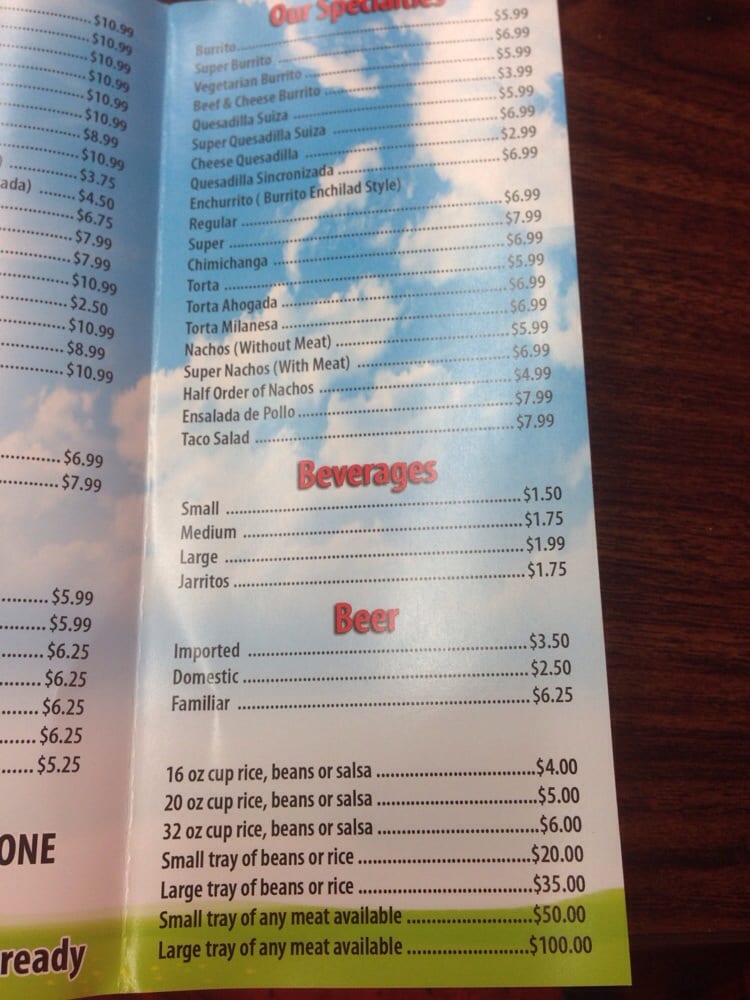 $10.99
$10.99
$10.99
$10.99
$10.99
$10.99
$8.99
$10.99
) ............ $3.75
ada) ....... $4.50
$6.75
$7.99
$7.99
$10.99
$2.50
$10.99
$8.99
$10.99
$6.99
$7.99
$5.99
$5.99
$6.25
$6.25
$6.25
$6.25
$5.25
ONE
ready
Our Specialties
Burrito ............ $5.99
Super Burrito ............ $6.99
Vegetarian Burrito ............ $5.99
Beef & Cheese Burrito ............ $3.99
Quesadilla Suiza ............ $5.99
Super Quesadilla Suiza ............ $6.99
Cheese Quesadilla ............ $2.99
Quesadilla Sincronizada ............ $6.99
Enchurrito ( Burrito Enchilad Style)
Regular ............ $6.99
Super ............ $7.99
Chimichanga ............ $6.99
Torta ............ $5.99
Torta Ahogada ............ $6.99
Torta Milanesa ............ $6.99
Nachos (Without Meat) ............ $5.99
Super Nachos (With Meat) ............ $6.99
Half Order of Nachos ............ $4.99
Ensalada de Pollo ............ $7.99
Taco Salad ............ $7.99
Beverages
Small ............ $1.50
Medium ............ $1.75
Large ............ $1.99
Jarritos ............ $1.75
Beer
Imported ............ $3.50
Domestic ............ $2.50
Familiar ............ $6.25
16 oz cup rice, beans or salsa ............ $4.00
20 oz cup rice, beans or salsa ............ $5.00
32 oz cup rice, beans or salsa ............ $6.00
Small tray of beans or rice ............ $20.00
Large tray of beans or rice ............ $35.00
Small tray of any meat available ............ $50.00
Large tray of any meat available ............ $100.00